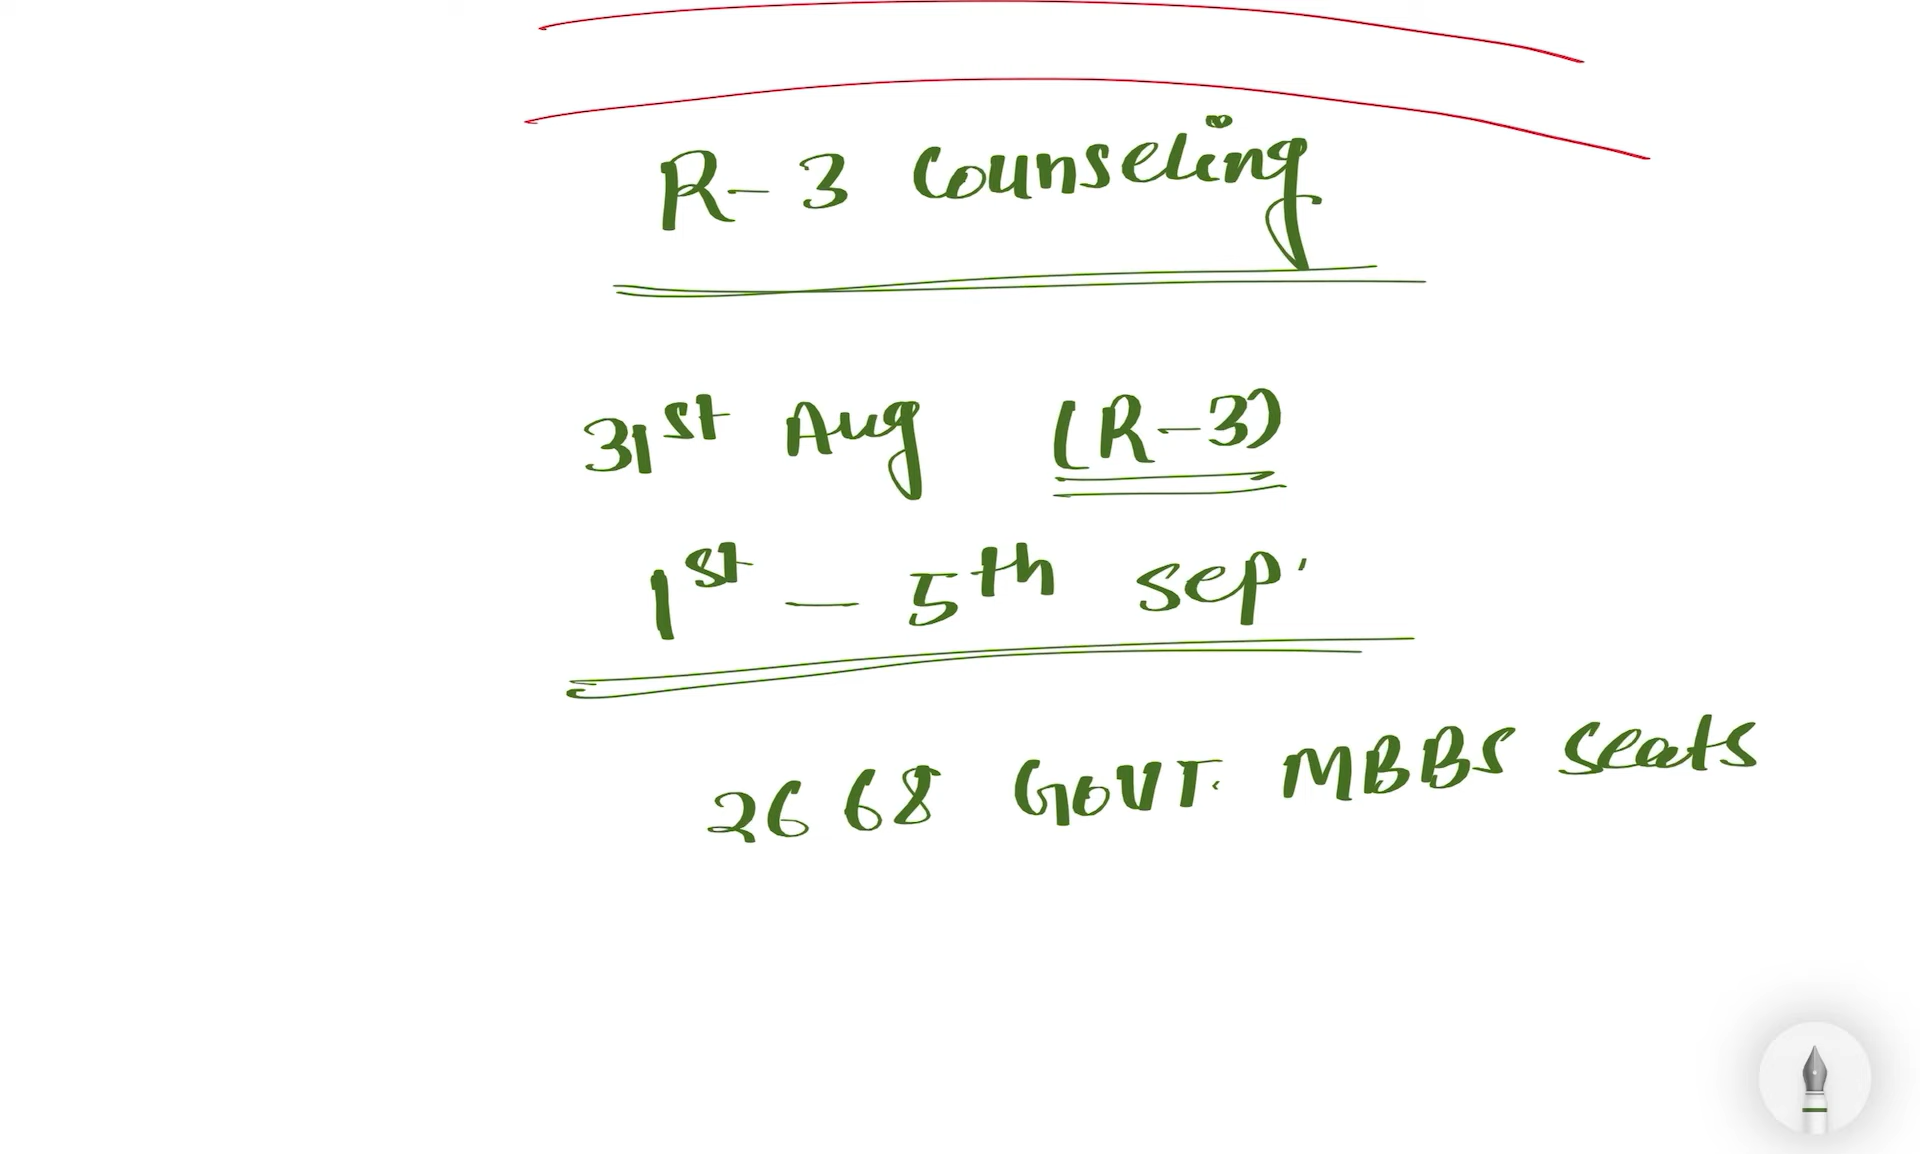 R-3 Counseling
31st Aug (R-3)
1st - 5th Sep'
2668 GOVT. MBBS Seats